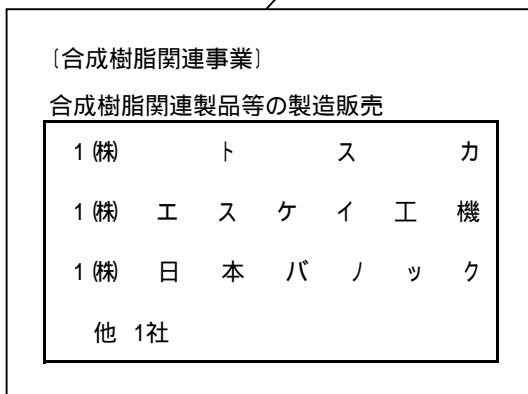 〔合成樹脂関連事業〕
合成樹脂関連製品等の製造販売
1 ㈱ トスカ
1 ㈱ エスケイ工機
1 ㈱ 日本バノック
他 1社